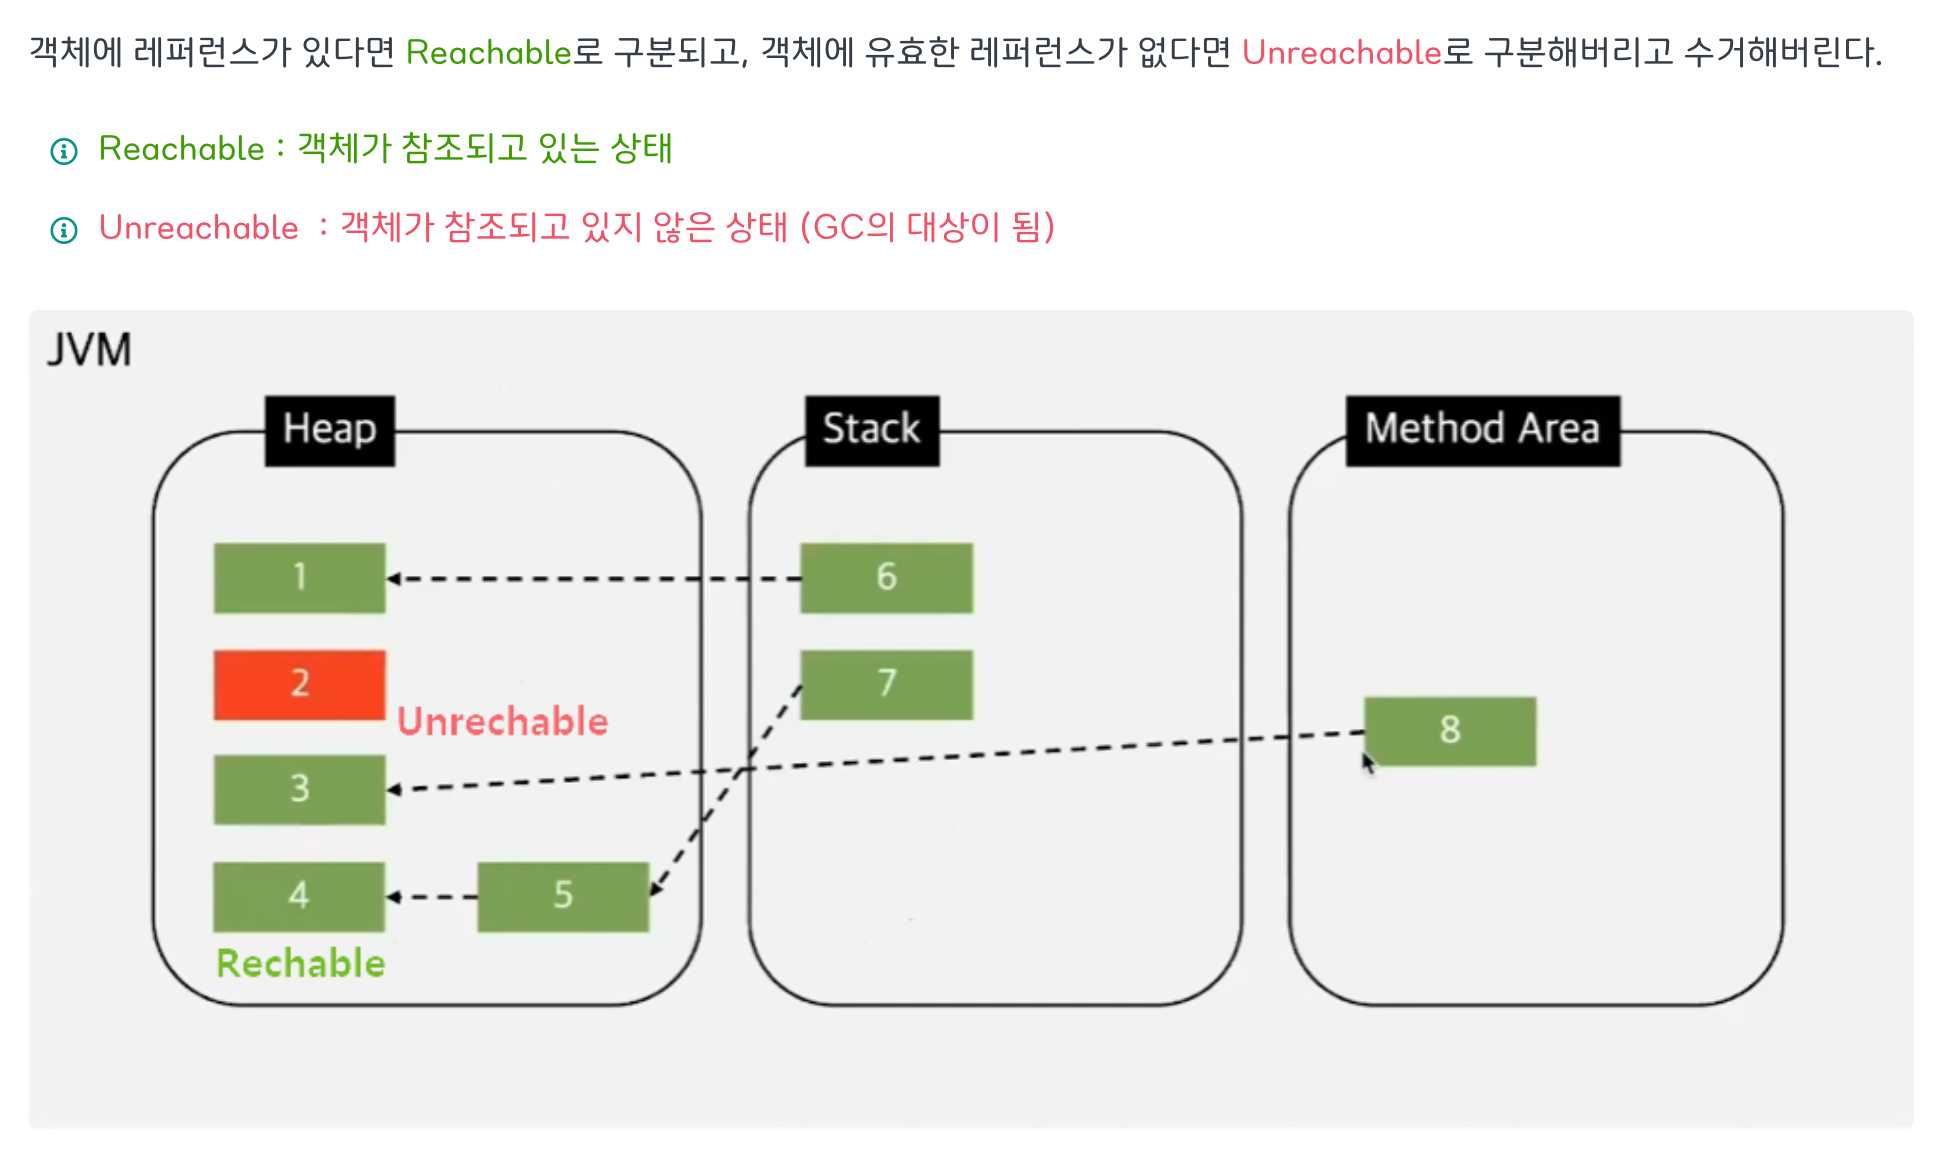 객체에 레퍼런스가 있다면 Reachable로 구분되고, 객체에 유효한 레퍼런스가 없다면 Unreachable로 구분해버리고 수거해버린다.
Reachable : 객체가 참조되고 있는 상태
Unreachable : 객체가 참조되고 있지 않은 상태 (GC의 대상이 됨)
JVM
Heap Stack Method Area
1 6
2 7
Unrechable
8
3
4 5
Rechable